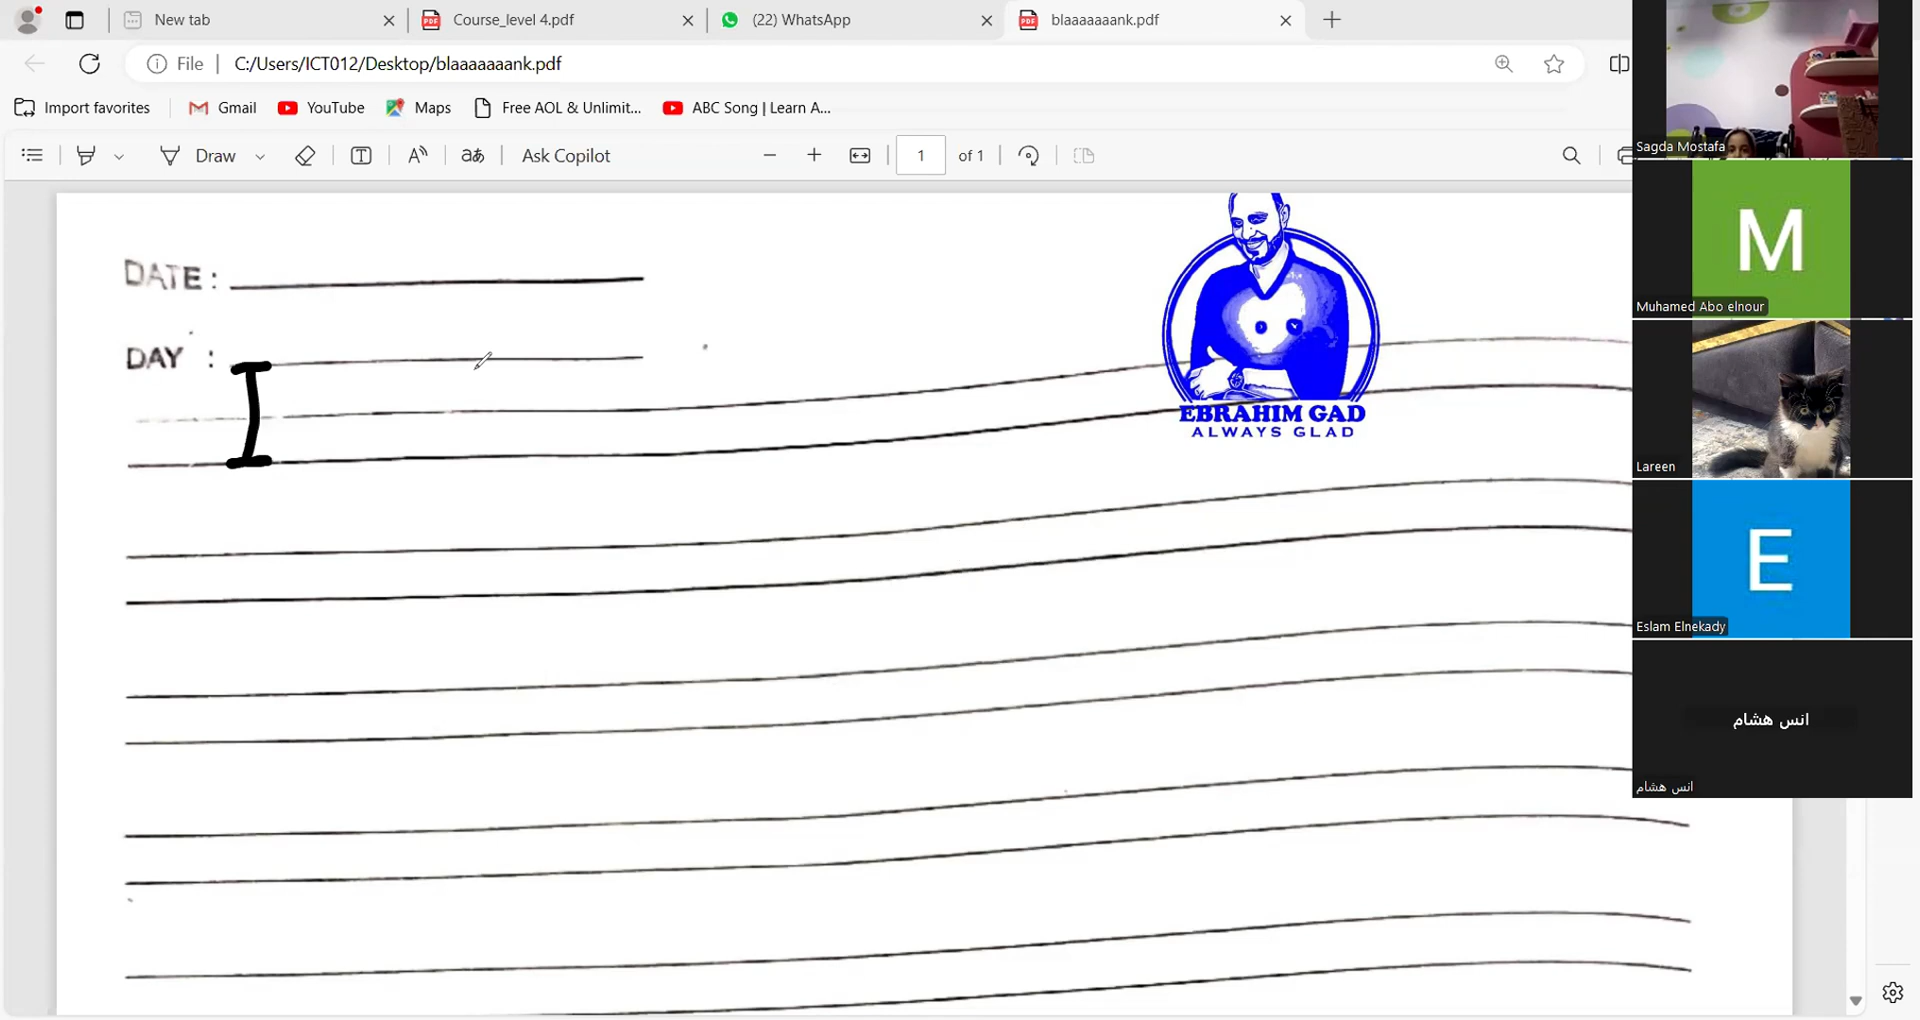 New tab
Course_level 4.pdf
(22) WhatsApp
blaaaaaaank.pdf
File
C:/Users/ICT012/Desktop/blaaaaaaank.pdf
Import favorites
Gmail
YouTube
Maps
Free AOL & Unlimit...
ABC Song | Learn A...
Draw
Ask Copilot
1
of 1
DATE :
DAY :
I
EBRAHIM GAD
ALWAYS GLAD
Sagda Mostafa
M
Muhamed Abo elnour
Lareen
E
Eslam Elnekady
انس هشام
انس هشام